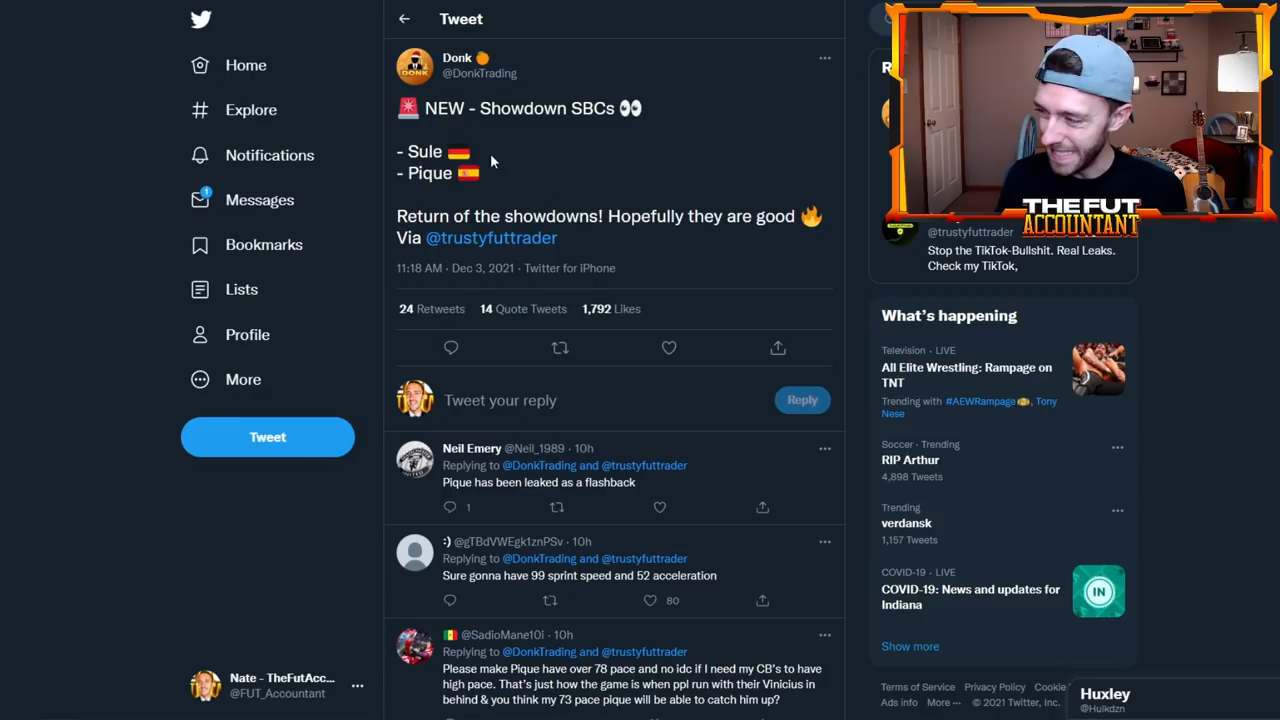 Home
Explore
Notifications
1
Messages
Bookmarks
Lists
Profile
More
Tweet
Nate - TheFutAcc...
@FUT_Accountant
Tweet
Donk
@DonkTrading
DONK
NEW - Showdown SBCs
- Sule
- Pique
Return of the showdowns! Hopefully they are good
Via @trustyfuttrader
11:18 AM · Dec 3, 2021 · Twitter for iPhone
24 Retweets 14 Quote Tweets 1,792 Likes
Tweet your reply
Reply
Neil Emery @Neil_1989 · 10h
Replying to @DonkTrading and @trustyfuttrader
Pique has been leaked as a flashback
1
:) @gTBdVWEgk1znPSv · 10h
Replying to @DonkTrading and @trustyfuttrader
Sure gonna have 99 sprint speed and 52 acceleration
80
@SadioMane10i · 10h
Replying to @DonkTrading and @trustyfuttrader
Please make Pique have over 78 pace and no idc if I need my CB's to have
high pace. That's just how the game is when ppl run with their Vinicius in
behind & you think my 73 pace pique will be able to catch him up?
THE FUT
ACCOUNTANT
@trustyfuttrader
Stop the TikTok-Bullshit. Real Leaks.
Check my TikTok,
What's happening
Television · LIVE
All Elite Wrestling: Rampage on
TNT
Trending with #AEWRampage, Tony
Nese
Soccer · Trending
RIP Arthur
4,898 Tweets
Trending
verdansk
1,157 Tweets
COVID-19 · LIVE
COVID-19: News and updates for
Indiana
IN
Show more
Terms of Service Privacy Policy Cookie
Ads info More ··· © 2021 Twitter, Inc.
Huxley
@Hulkdzn